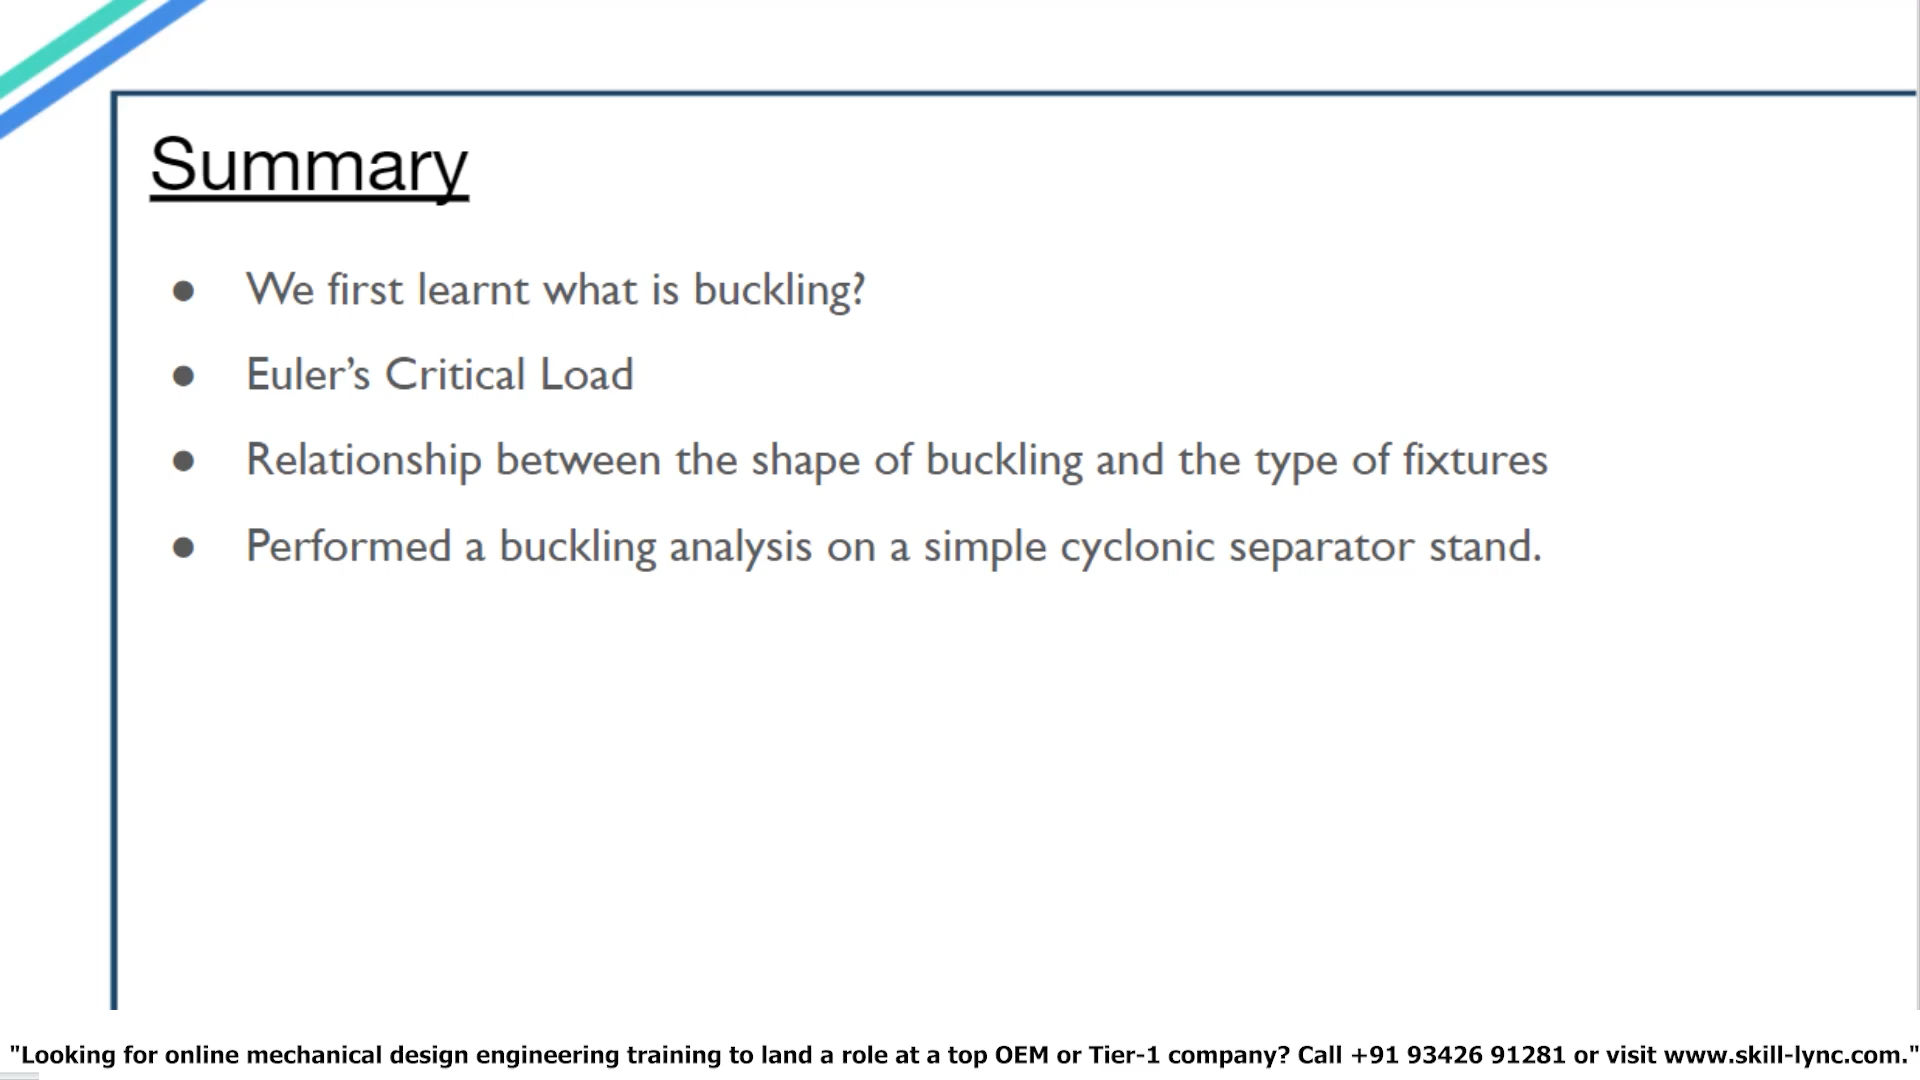 Summary
● We first learnt what is buckling?
● Euler’s Critical Load
● Relationship between the shape of buckling and the type of fixtures
● Performed a buckling analysis on a simple cyclonic separator stand.
"Looking for online mechanical design engineering training to land a role at a top OEM or Tier-1 company? Call +91 93426 91281 or visit www.skill-lync.com."